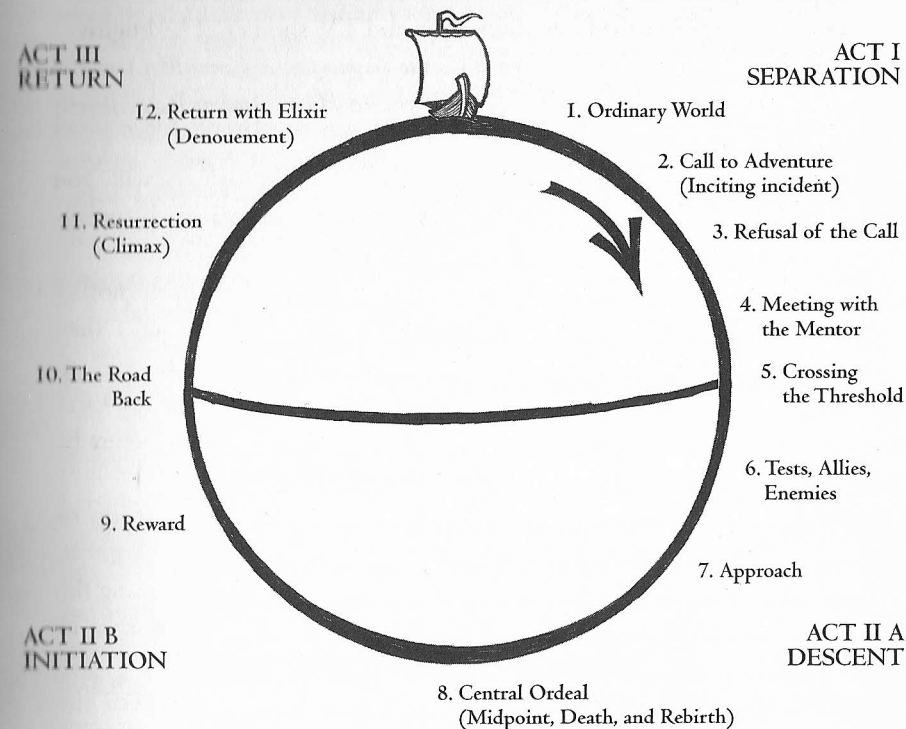 ACT III
RETURN
ACT I
SEPARATION
12. Return with Elixir
(Denouement)
1. Ordinary World
2. Call to Adventure
(Inciting incident)
11. Resurrection
(Climax)
3. Refusal of the Call
4. Meeting with
the Mentor
10. The Road
Back
5. Crossing
the Threshold
6. Tests, Allies,
Enemies
9. Reward
7. Approach
ACT II B
INITIATION
ACT II A
DESCENT
8. Central Ordeal
(Midpoint, Death, and Rebirth)